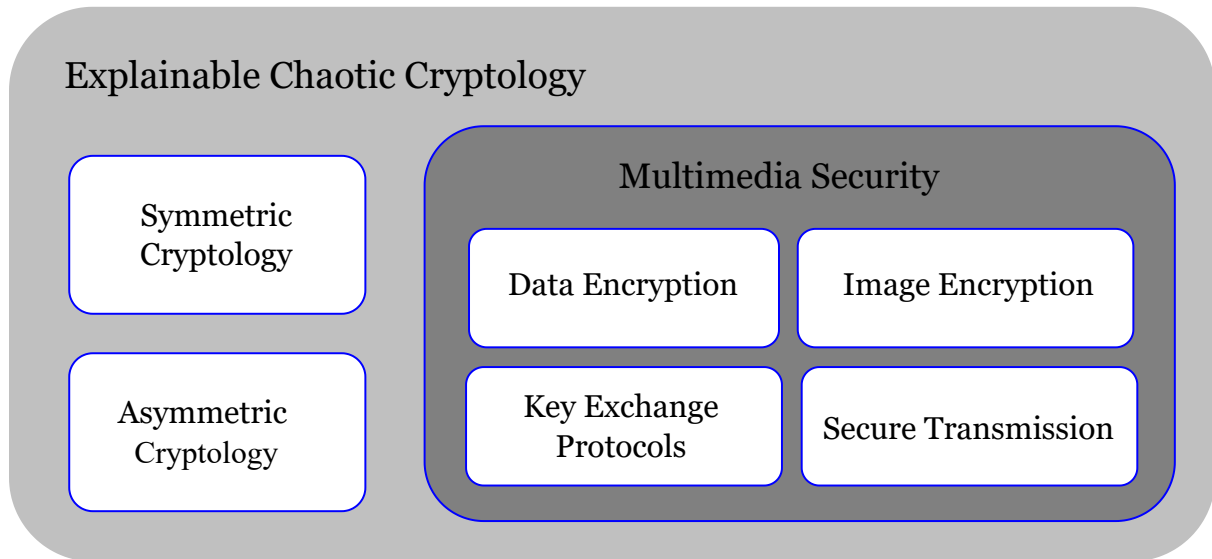 Explainable Chaotic Cryptology
Symmetric
Cryptology
Asymmetric
Cryptology
Multimedia Security
Data Encryption
Image Encryption
Key Exchange
Protocols
Secure Transmission